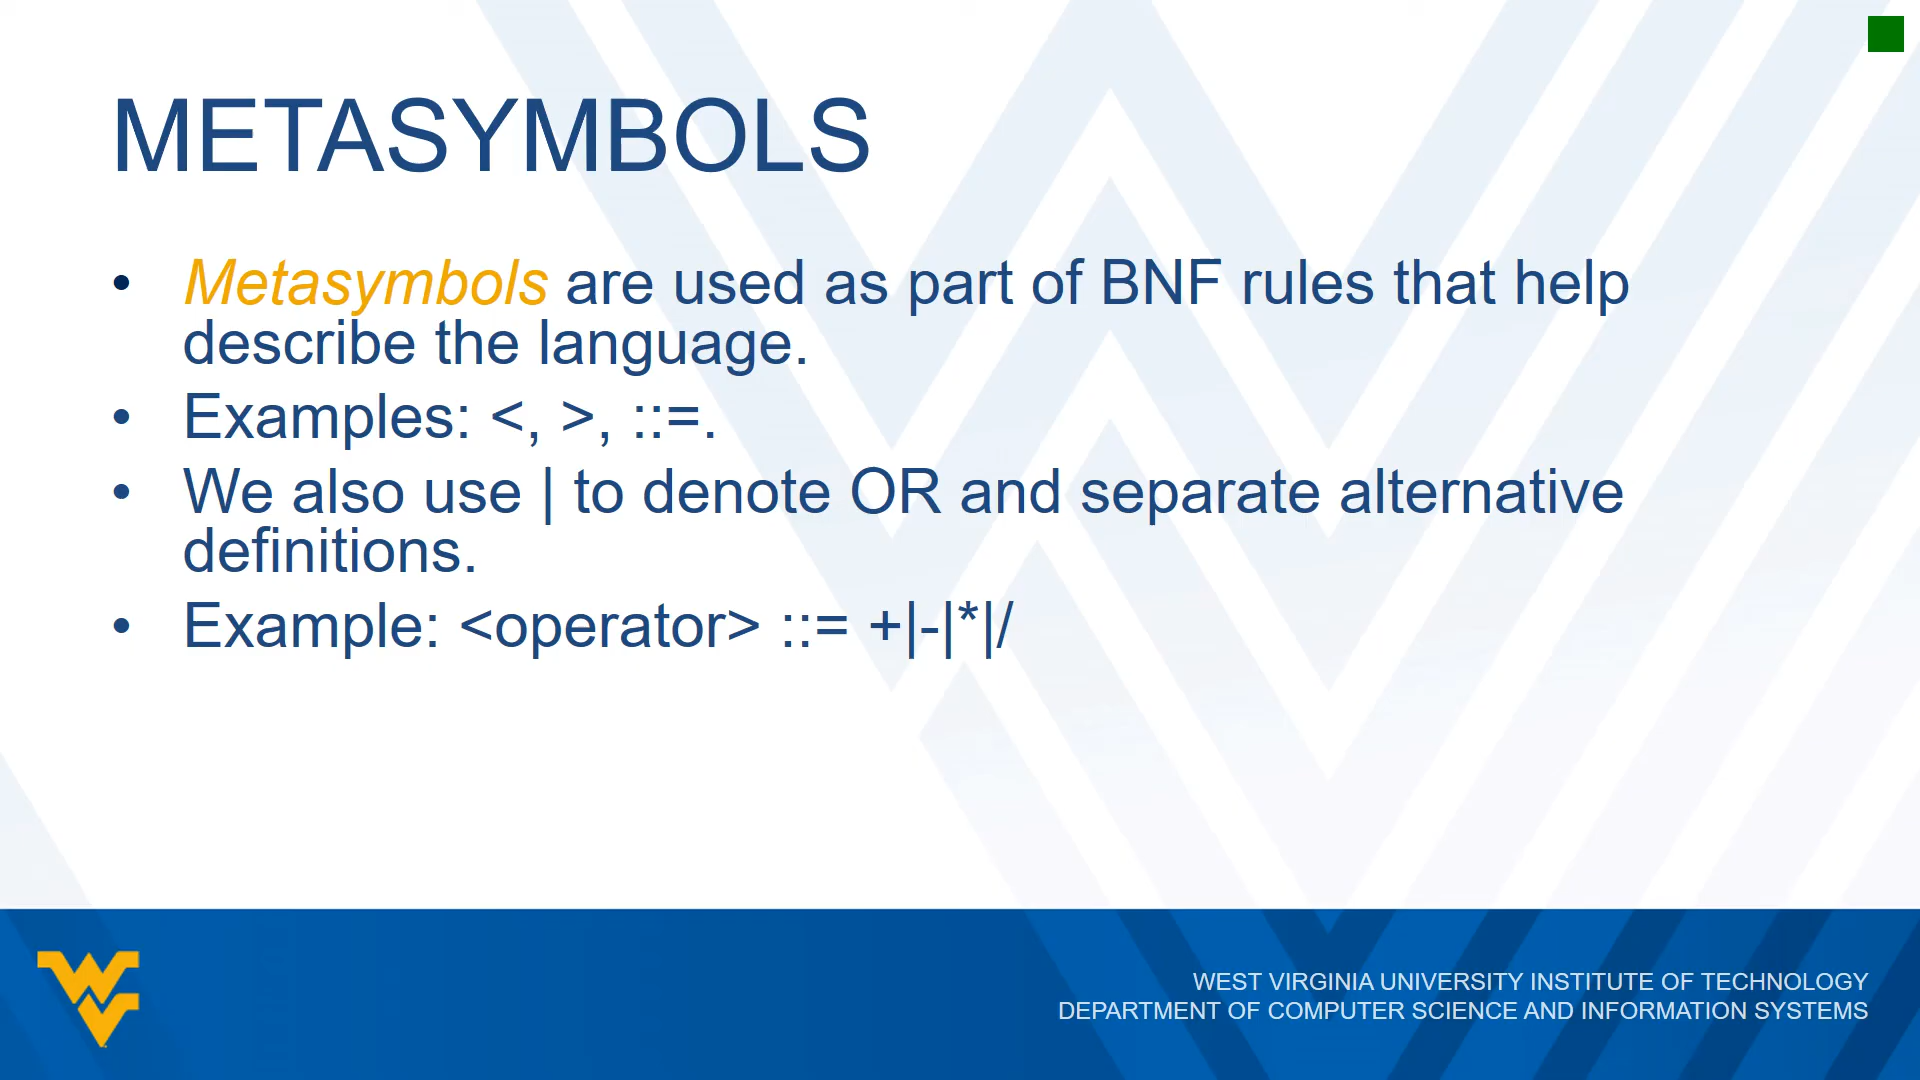 METASYMBOLS
• Metasymbols are used as part of BNF rules that help
describe the language.
• Examples: <, >, ::=.
• We also use | to denote OR and separate alternative
definitions.
• Example: <operator> ::= +|-|*|/
WEST VIRGINIA UNIVERSITY INSTITUTE OF TECHNOLOGY
DEPARTMENT OF COMPUTER SCIENCE AND INFORMATION SYSTEMS